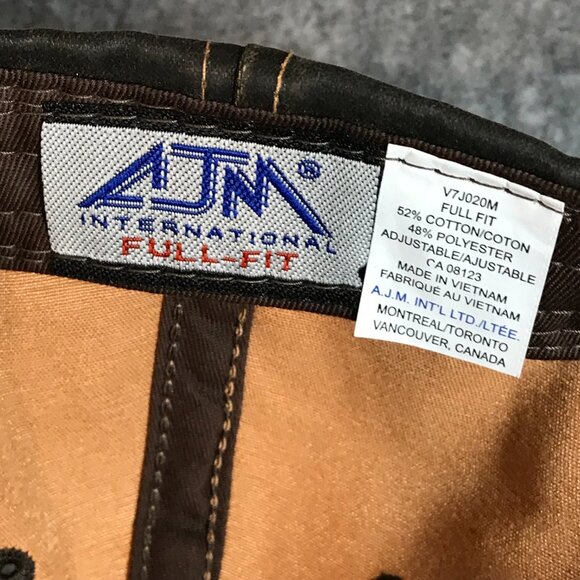 AJM®
INTERNATIONAL
FULL-FIT
V7J020M
FULL FIT
52% COTTON/COTON
48% POLYESTER
ADJUSTABLE/AJUSTABLE
CA 08123
MADE IN VIETNAM
FABRIQUÉ AU VIETNAM
A.J.M. INT'L LTD./LTÉE.
MONTREAL/TORONTO
VANCOUVER, CANADA